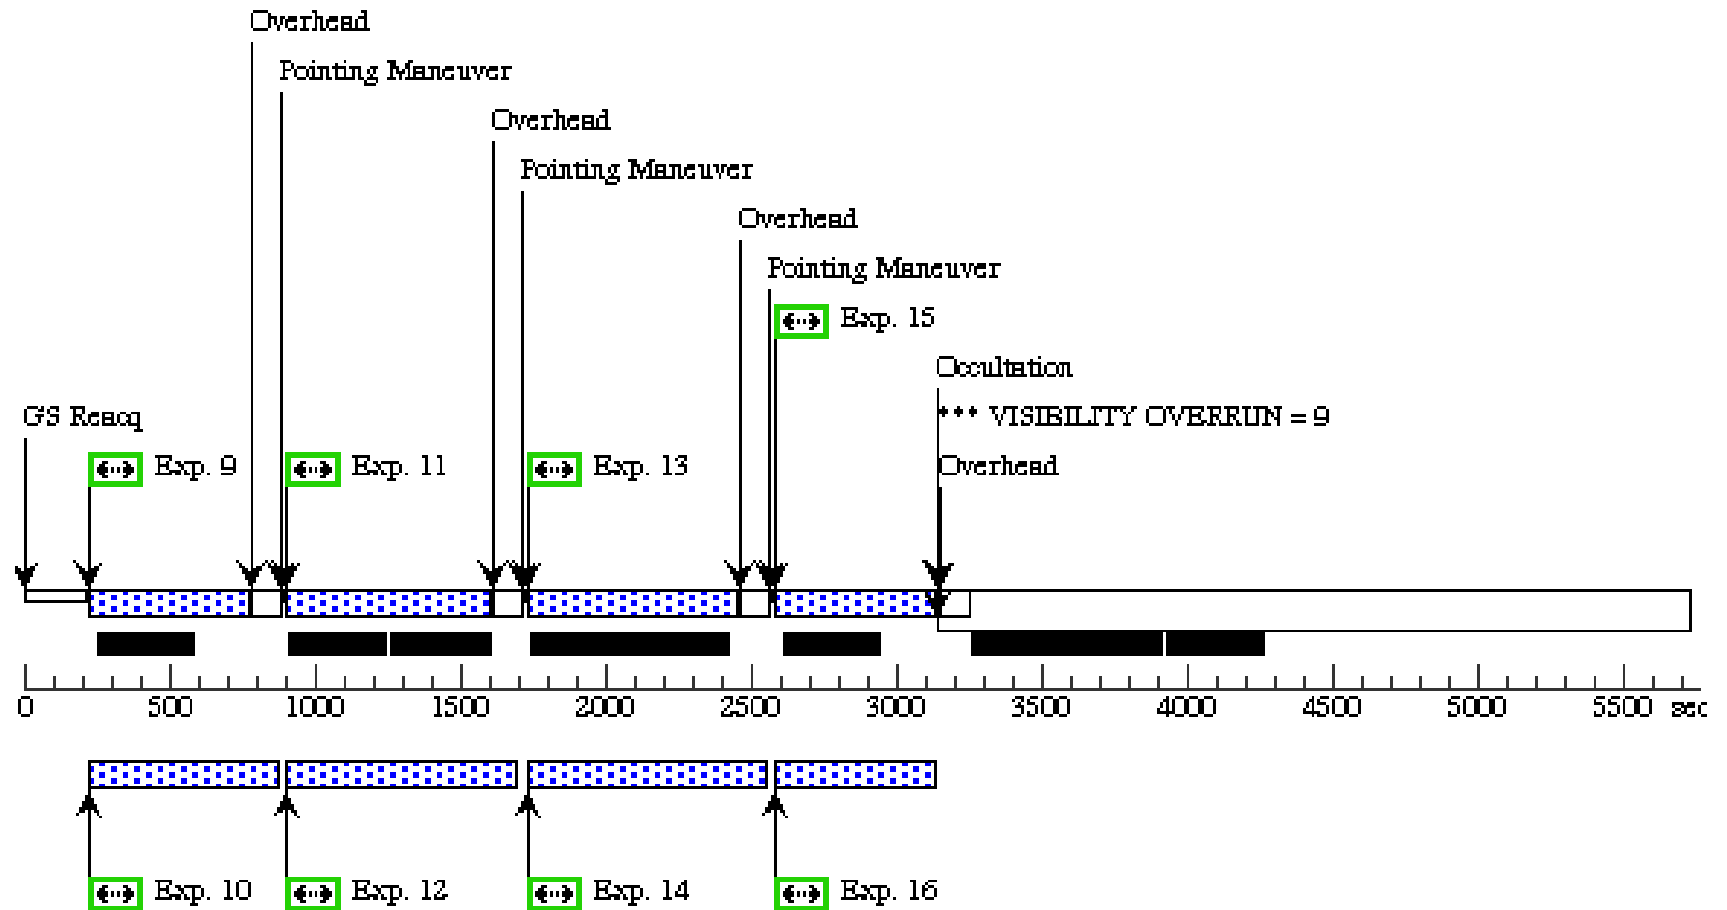 Overhead
Pointing Maneuver
Overhead
Pointing Maneuver
Overhead
Pointing Maneuver
Exp. 15
Occultation
GS Reacq
*** VISIBILITY OVERRUN = 9
Exp. 9
Exp. 11
Exp. 13
Overhead
0 500 1000 1500 2000 2500 3000 3500 4000 4500 5000 5500 sec
Exp. 10
Exp. 12
Exp. 14
Exp. 16